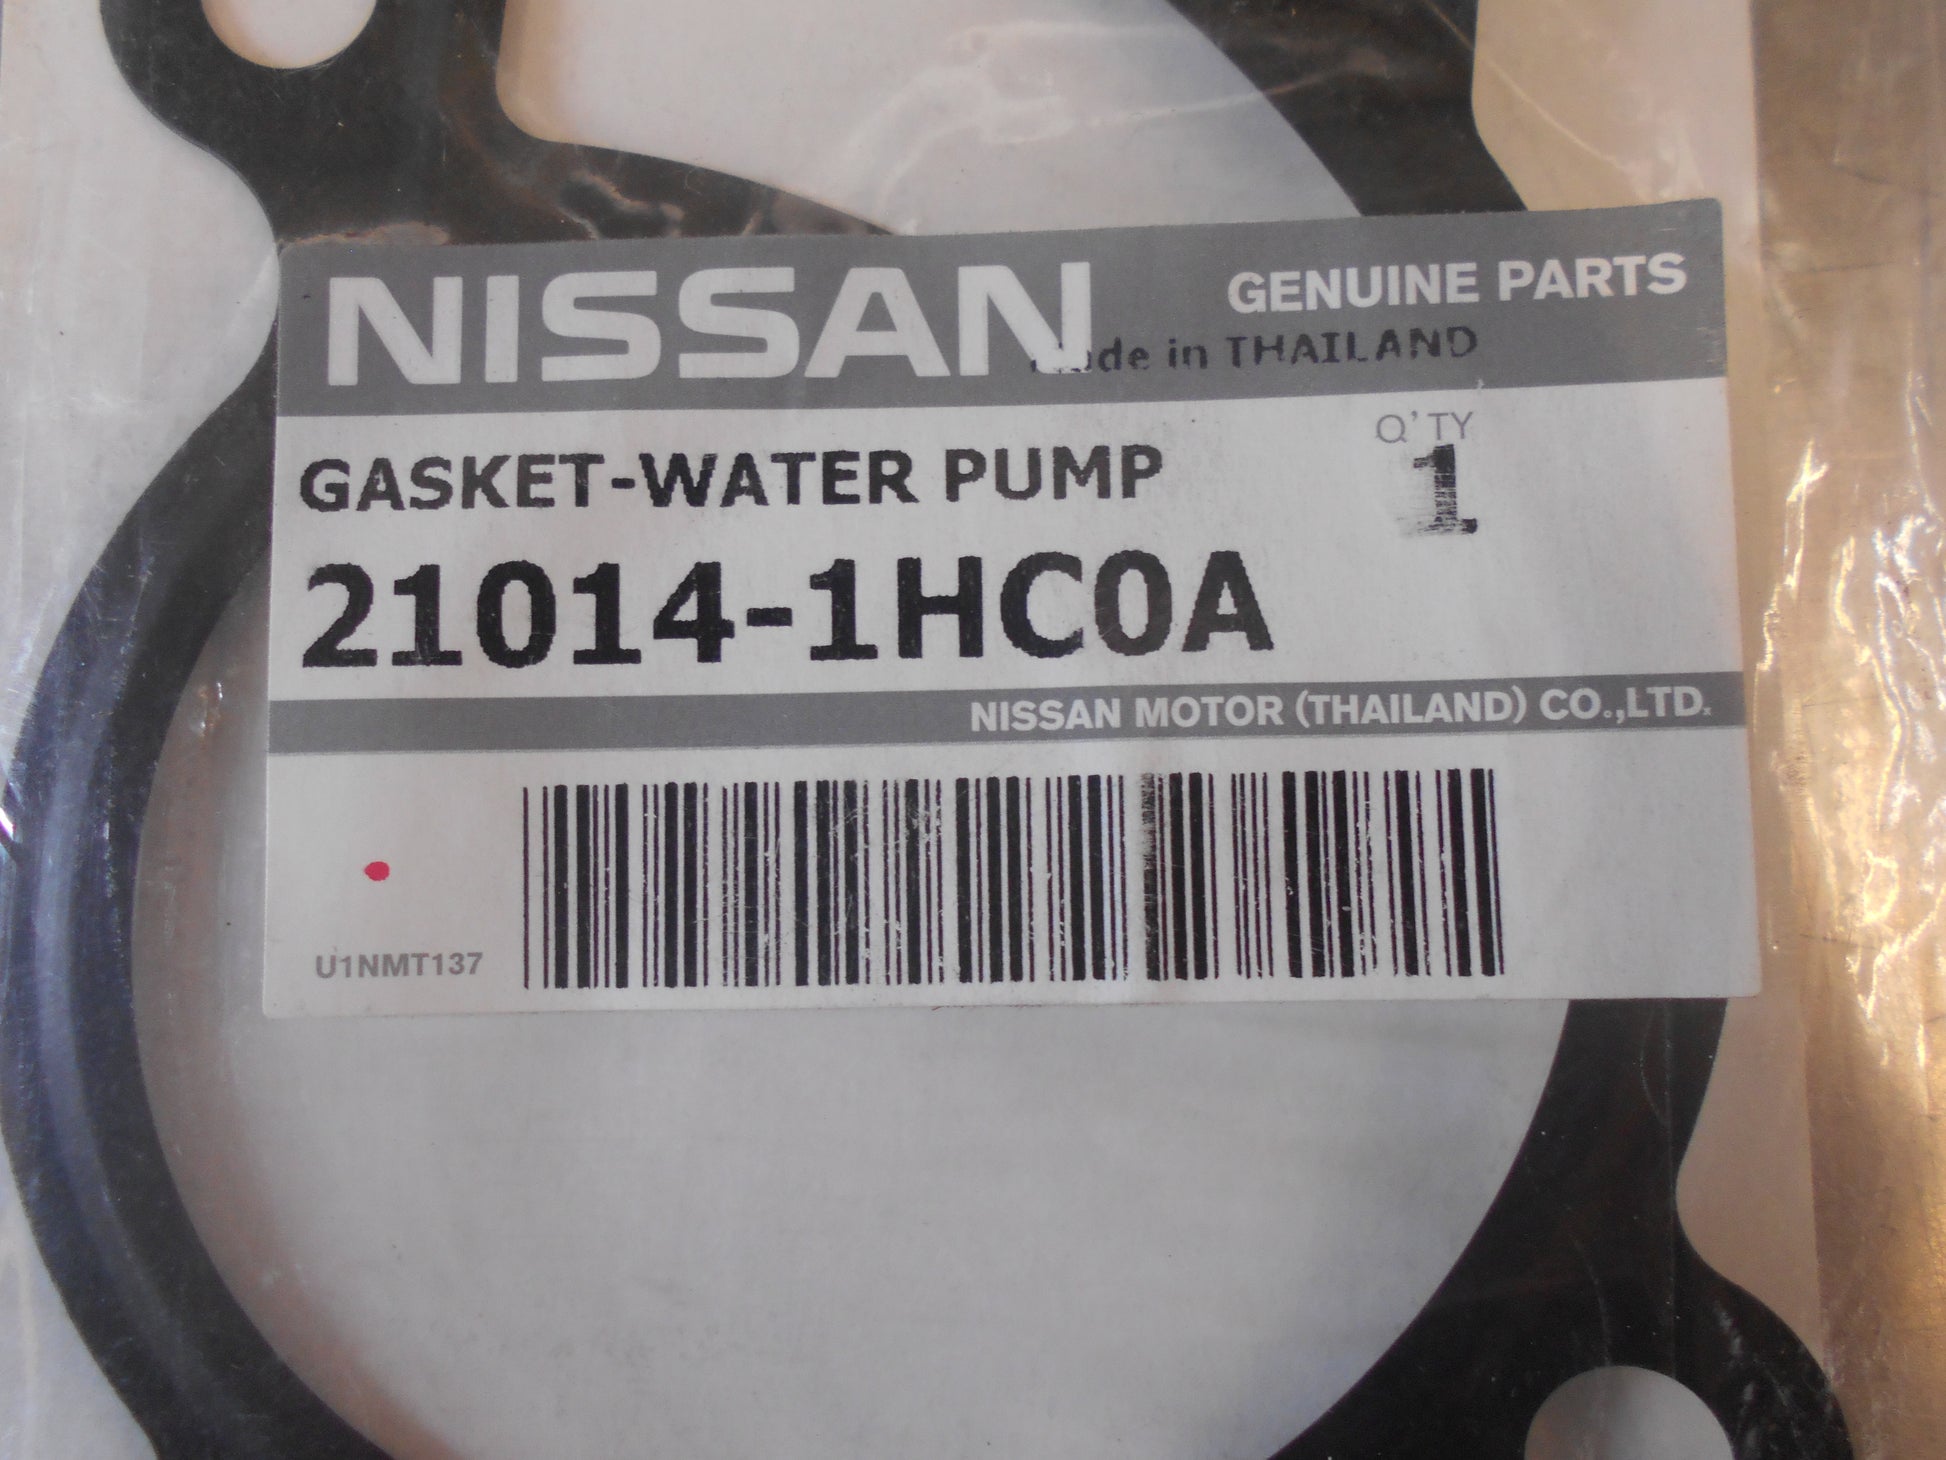 NISSAN
GENUINE PARTS
Made in THAILAND
Q'TY
GASKET-WATER PUMP
1
21014-1HC0A
NISSAN MOTOR (THAILAND) CO.,LTD.
U1NMT137